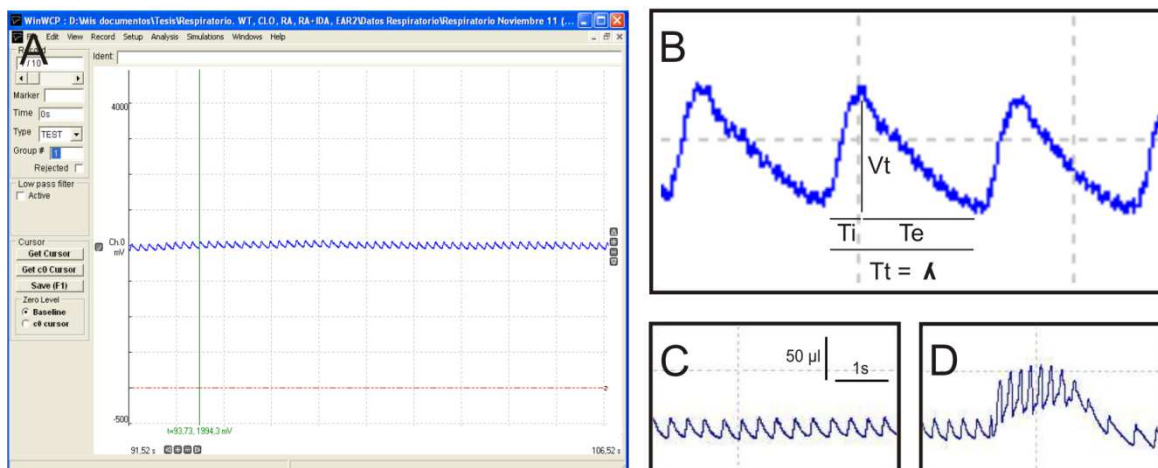 WinWCP : D:\Mis documentos\Tesis\Respiratorio. WT, CLO, RA, RA+IDA, EAR2\Datos Respiratorio\Respiratorio Noviembre 11 (...
Edit View Record Setup Analysis Simulations Windows Help
A
Record
/ 10
Ident:
Marker
Time 0s
Type TEST
Group # 1
Rejected
Low pass filter
Active
Cursor
Get Cursor
Get c0 Cursor
Save (F1)
Zero Level
Baseline
c0 cursor
4000
Ch.0
mV
-500
z
t=93,73, 1994,3 mV
91,52 s
106,52 s
B
Vt
Ti Te
Tt = ʎ
C
50 µl
1s
D